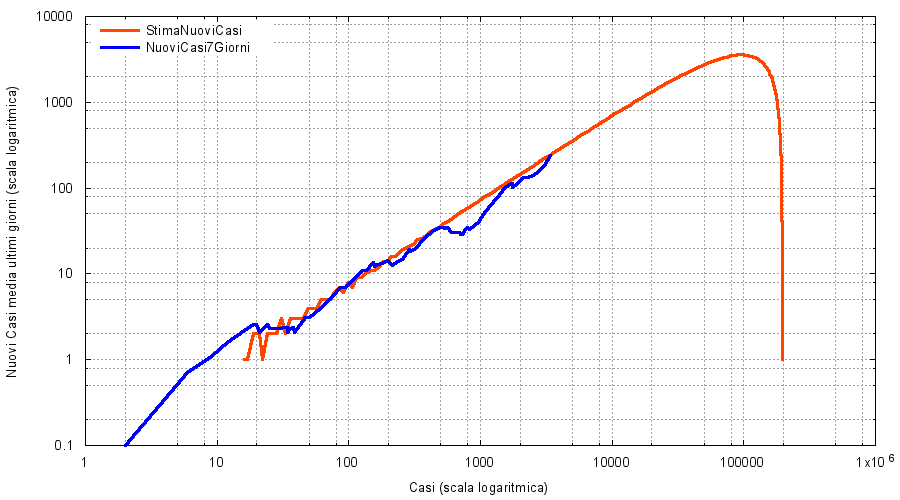 StimaNuoviCasi
NuoviCasi7Giorni
Nuovi Casi media ultimi giorni (scala logaritmica)
10000
1000
100
10
1
0.1
1 10 100 1000 10000 100000 1x10 6
Casi (scala logaritmica)